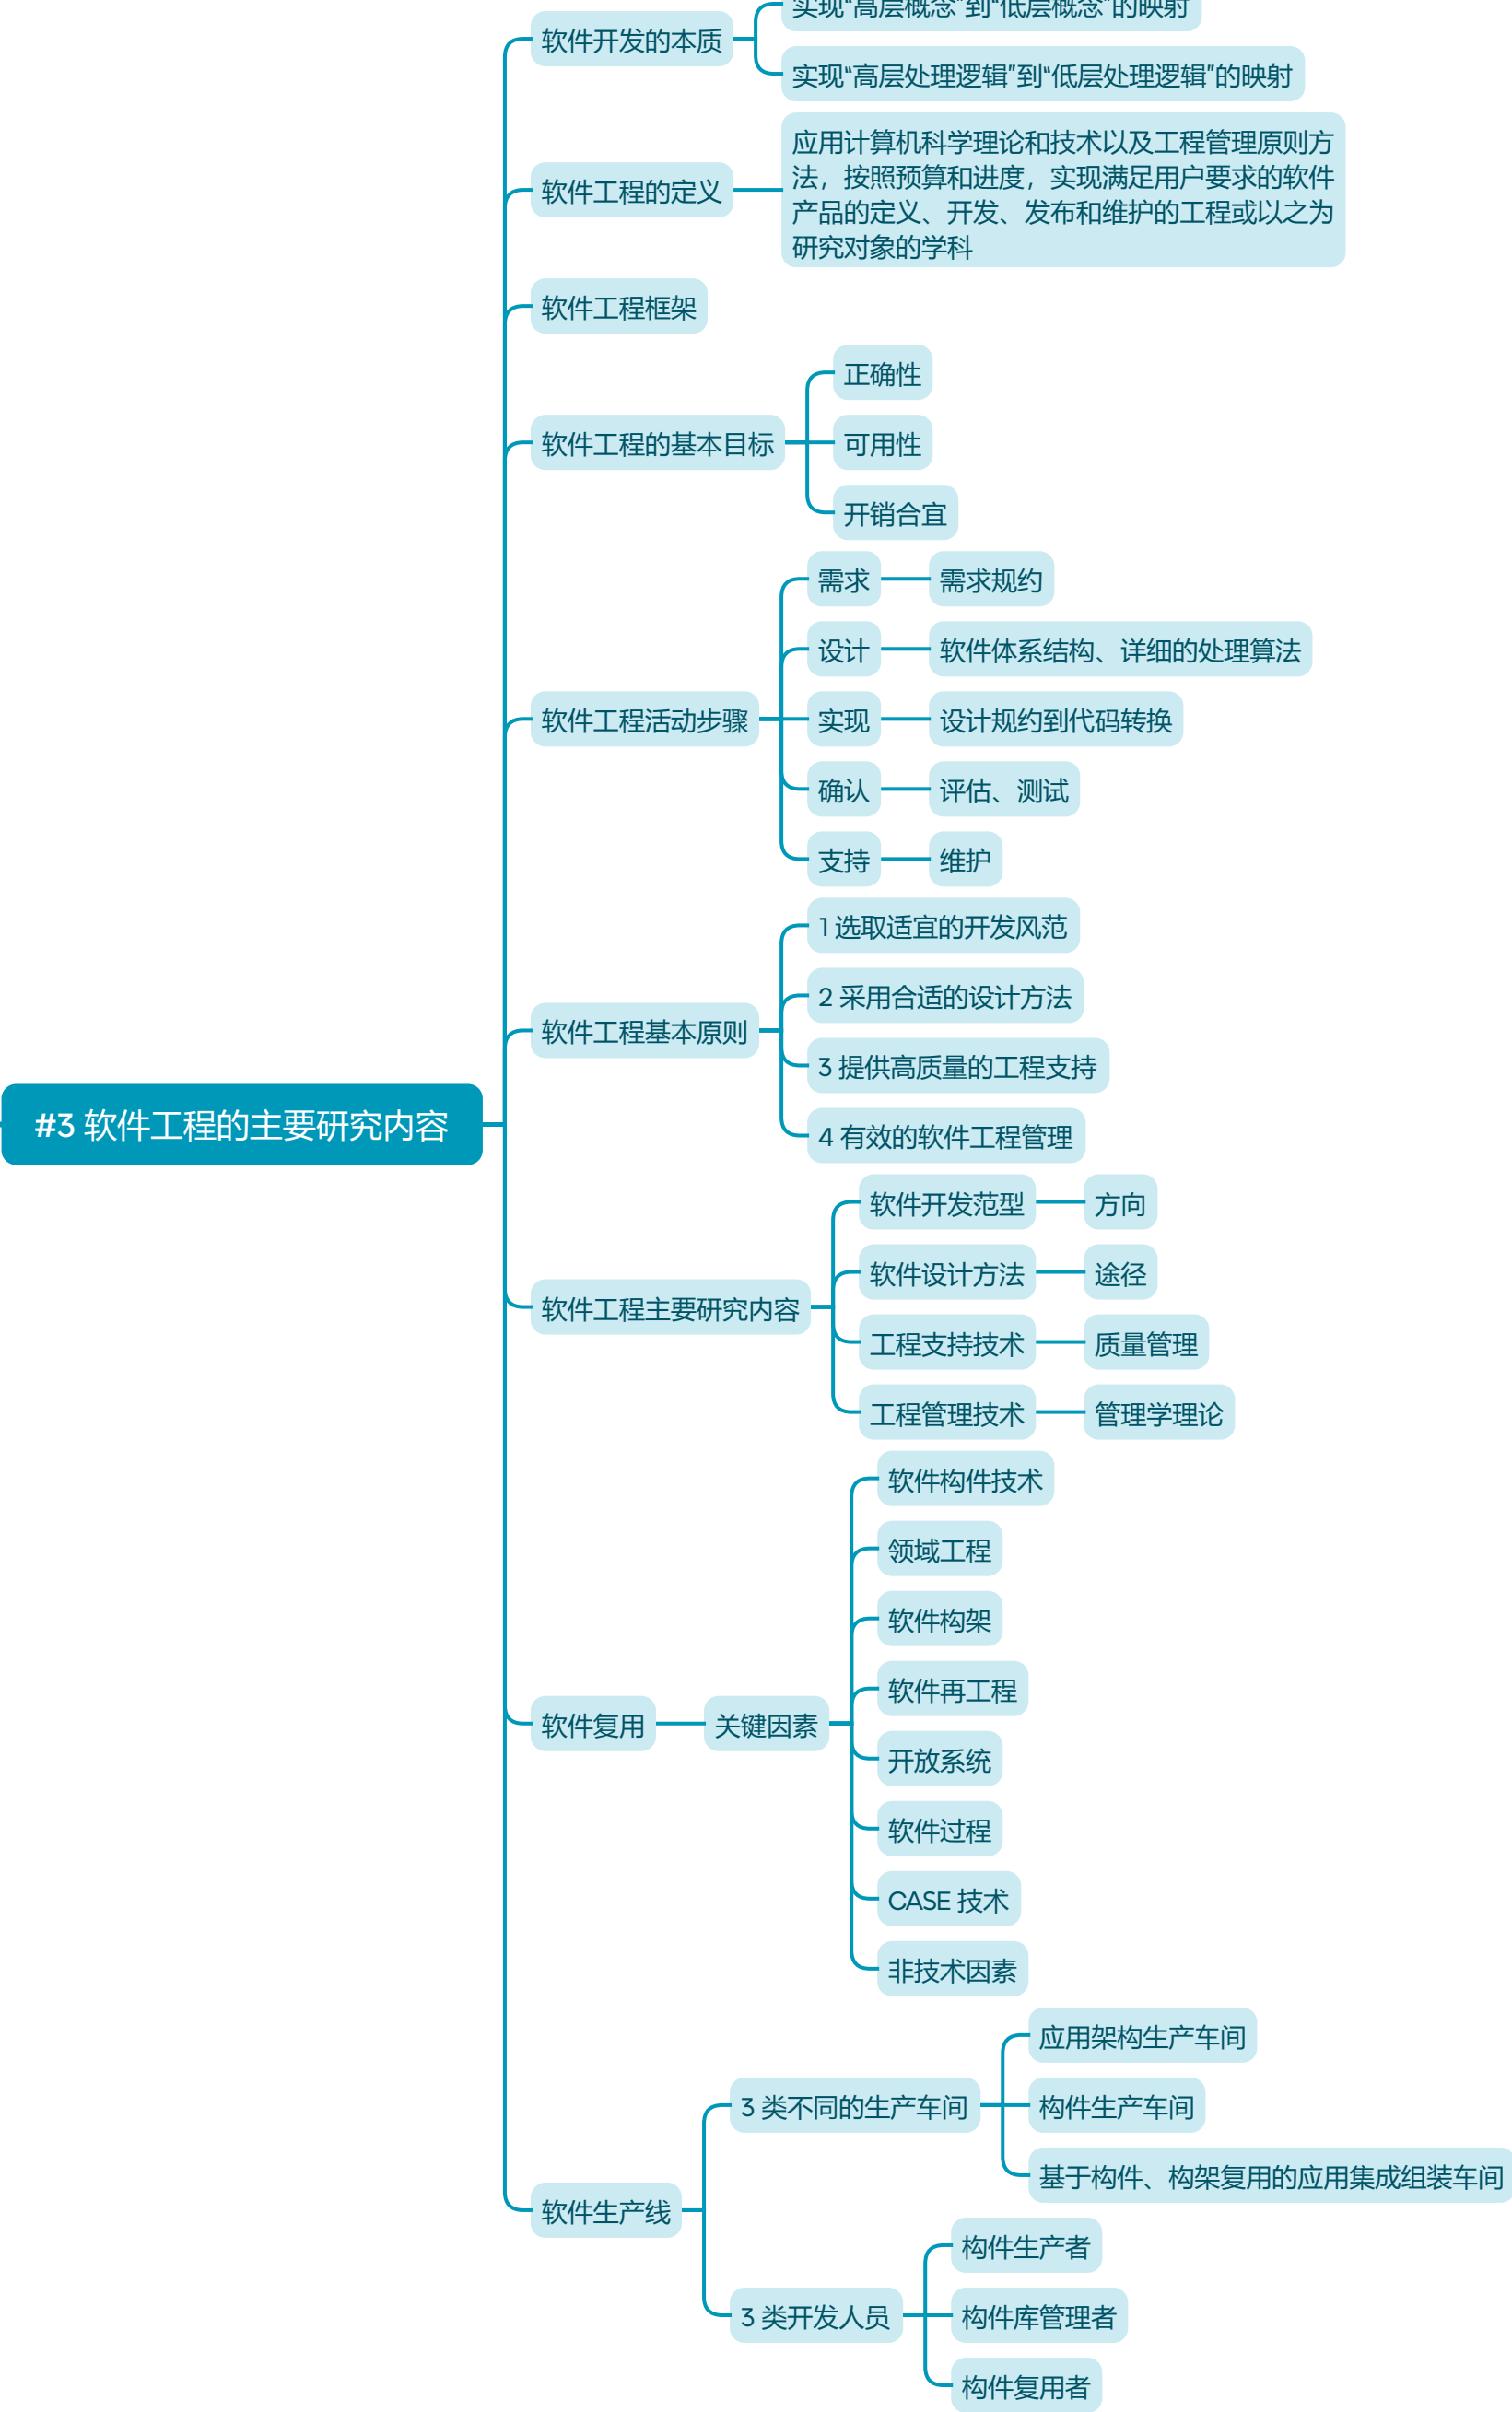 实现“高层概念”到“低层概念”的映射
软件开发的本质
实现“高层处理逻辑”到“低层处理逻辑”的映射
应用计算机科学理论和技术以及工程管理原则方
法，按照预算和进度，实现满足用户要求的软件
产品的定义、开发、发布和维护的工程或以之为
研究对象的学科
软件工程的定义
软件工程框架
正确性
软件工程的基本目标
可用性
开销合宜
需求
需求规约
设计
软件体系结构、详细的处理算法
软件工程活动步骤
实现
设计规约到代码转换
确认
评估、测试
支持
维护
1 选取适宜的开发风范
2 采用合适的设计方法
软件工程基本原则
3 提供高质量的工程支持
4 有效的软件工程管理
#3 软件工程的主要研究内容
软件开发范型
方向
软件设计方法
途径
软件工程主要研究内容
工程支持技术
质量管理
工程管理技术
管理学理论
软件构件技术
领域工程
软件构架
软件再工程
软件复用
关键因素
开放系统
软件过程
CASE 技术
非技术因素
应用架构生产车间
3 类不同的生产车间
构件生产车间
基于构件、构架复用的应用集成组装车间
软件生产线
构件生产者
3 类开发人员
构件库管理者
构件复用者